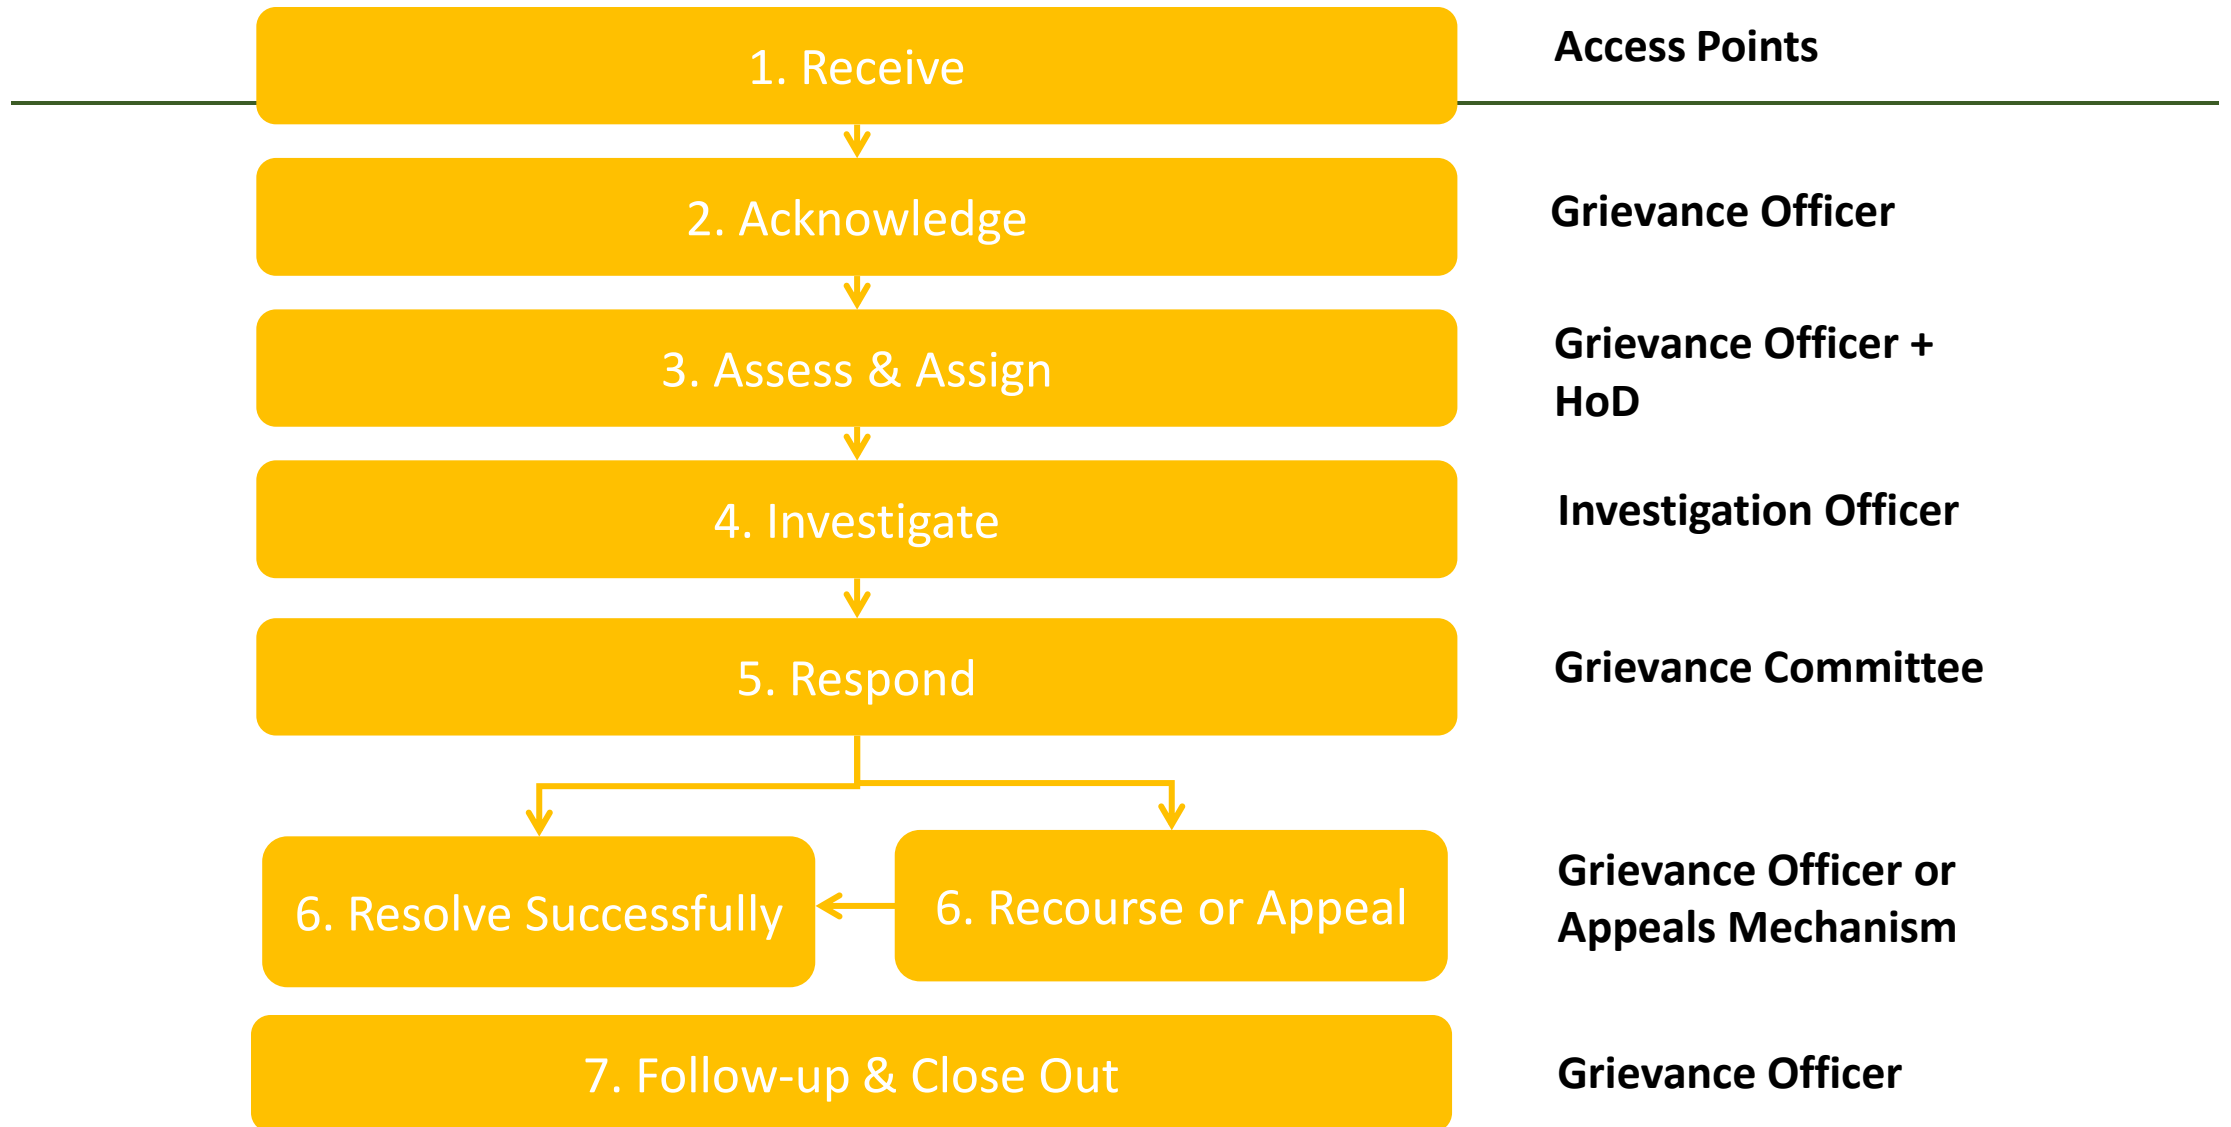 1. Receive
Access Points
2. Acknowledge
Grievance Officer
3. Assess & Assign
Grievance Officer +
HoD
4. Investigate
Investigation Officer
5. Respond
Grievance Committee
6. Resolve Successfully
6. Recourse or Appeal
Grievance Officer or
Appeals Mechanism
7. Follow-up & Close Out
Grievance Officer